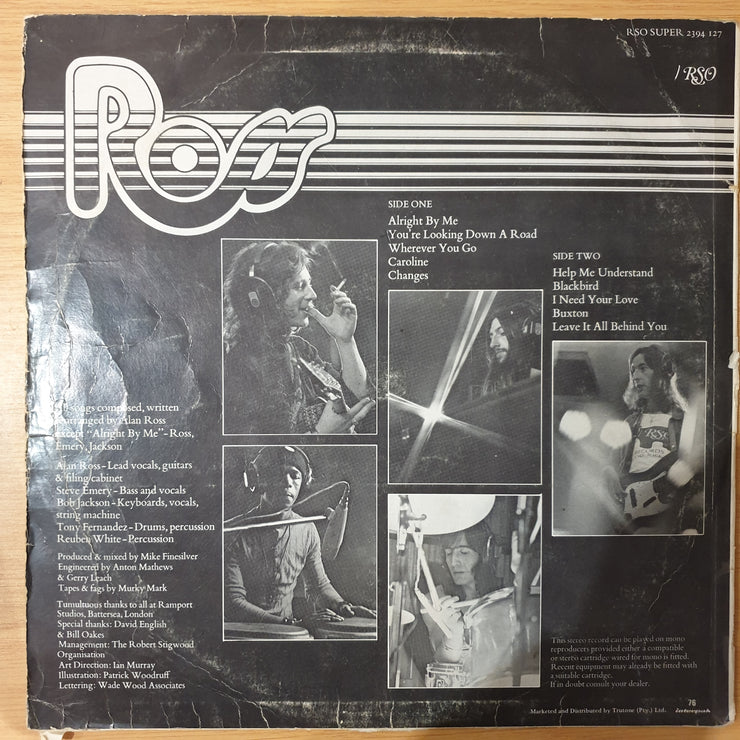 RSO SUPER 2394 127
RSO
Ross
SIDE ONE
Alright By Me
You're Looking Down A Road
Wherever You Go
Caroline
Changes
SIDE TWO
Help Me Understand
Blackbird
I Need Your Love
Buxton
Leave It All Behind You
songs composed, written
arranged by Alan Ross
except "Alright By Me"-Ross,
Emery, Jackson
Alan Ross-Lead vocals, guitars
& filing cabinet
Steve Emery-Bass and vocals
Bob Jackson-Keyboards, vocals,
string machine
Tony Fernandez-Drums, percussion
Reuben White-Percussion
Produced & mixed by Mike Finesilver
Engineered by Anton Mathews
& Gerry Leach
Tapes & fags by Murky Mark
Tumultuous thanks to all at Ramport
Studios, Battersea, London
Special thanks: David English
& Bill Oakes
Management: The Robert Stigwood
Organisation
Art Direction: Ian Murray
Illustration: Patrick Woodruff
Lettering: Wade Wood Associates
RSO
RECORDS
This stereo record can be played on mono
reproducers provided either a compatible
or stereo cartridge wired for mono is fitted.
Recent equipment may already be fitted with
a suitable cartridge.
If in doubt consult your dealer.
76
Marketed and Distributed by Trutone (Pty.) Ltd.